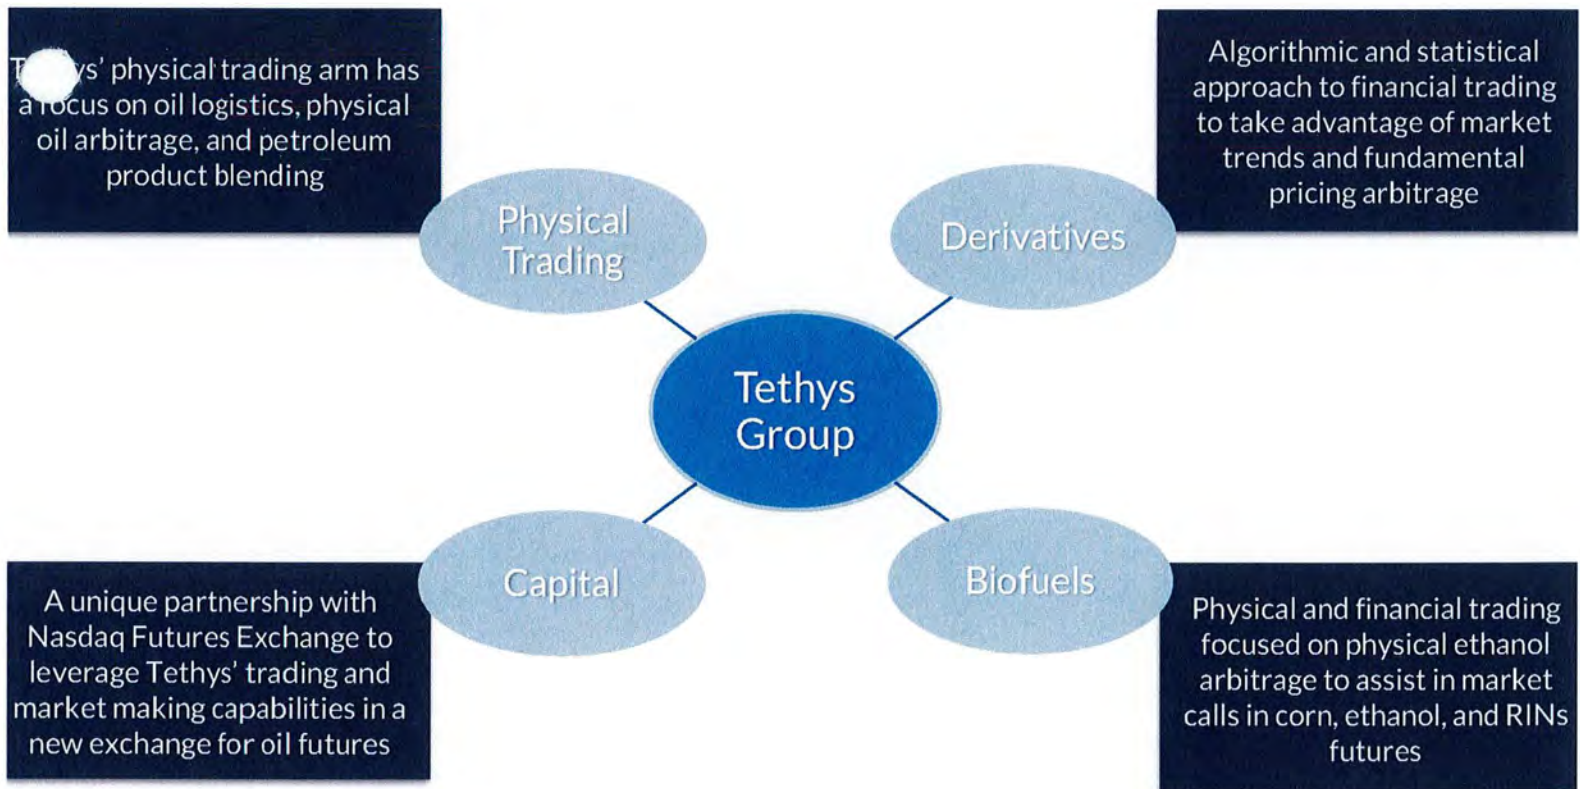 Tethys' physical trading arm has
a focus on oil logistics, physical
oil arbitrage, and petroleum
product blending
Physical
Trading
Algorithmic and statistical
approach to financial trading
to take advantage of market
trends and fundamental
pricing arbitrage
Derivatives
Tethys
Group
Capital
A unique partnership with
Nasdaq Futures Exchange to
leverage Tethys' trading and
market making capabilities in a
new exchange for oil futures
Biofuels
Physical and financial trading
focused on physical ethanol
arbitrage to assist in market
calls in corn, ethanol, and RINs
futures